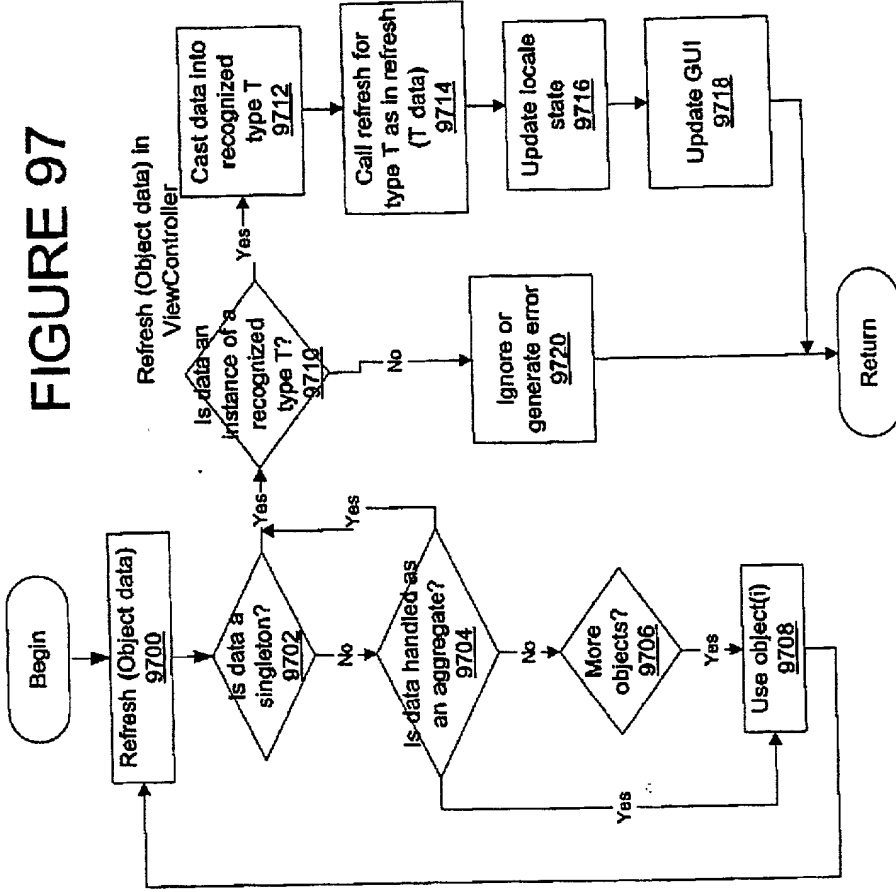 FIGURE 97
Begin
Refresh (Object data)
9700
Is data a
singleton?
9702
Yes
No
Is data handled as
an aggregate?
9704
Yes
No
Yes
More
objects?
9706
Yes
Use object(i)
9708
Refresh (Object data) in
ViewController
Is data an
instance of a
recognized
type T?
9710
Yes
No
Cast data into
recognized
type T
9712
Call refresh for
type T as in refresh
(T data)
9714
Update locale
state
9716
Update GUI
9718
Ignore or
generate error
9720
Return